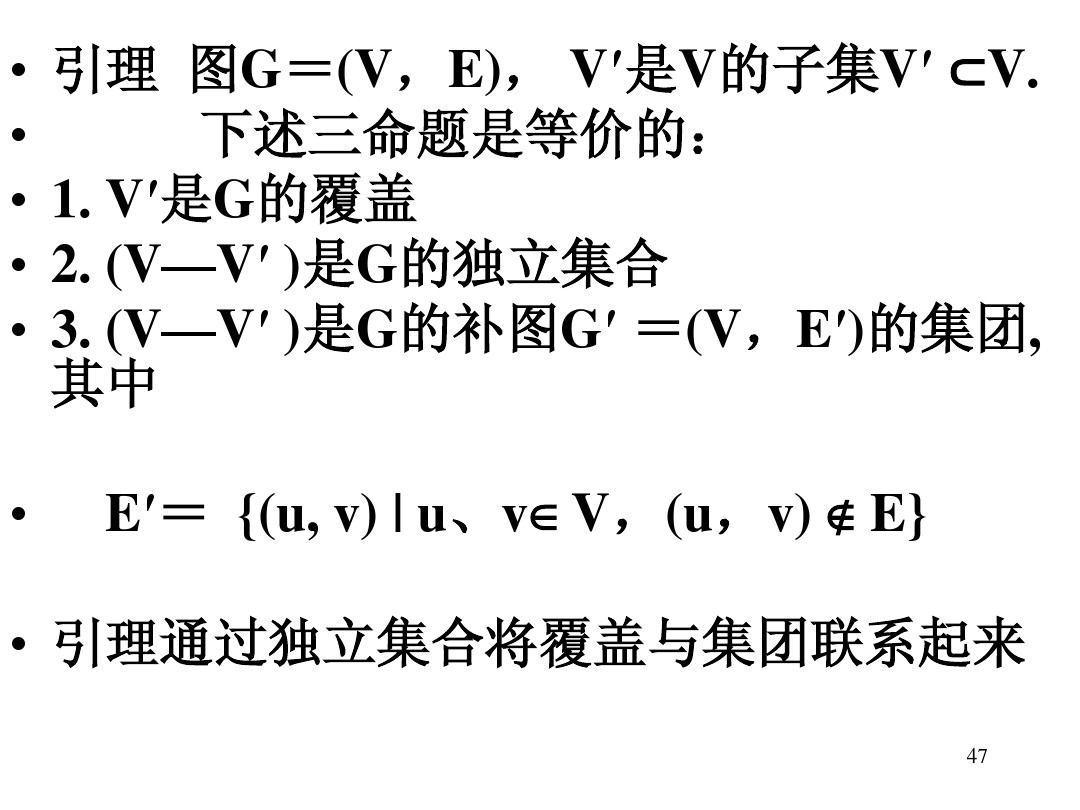 • 引理 图G＝(V，E)， V′是V的子集V′ ⊂V.
• 下述三命题是等价的：
• 1. V′是G的覆盖
• 2. (V—V′ )是G的独立集合
• 3. (V—V′ )是G的补图G′ ＝(V，E′)的集团,
其中
• E′＝ {(u, v) | u、v∈ V，(u，v) ∉ E}
• 引理通过独立集合将覆盖与集团联系起来
47